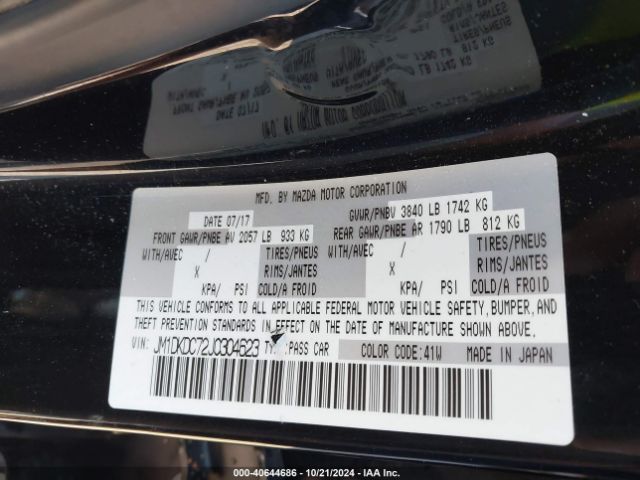 MFD. BY MAZDA MOTOR CORPORATION
DATE 07/17
GVWR/PNBV 3840 LB 1742 KG
FRONT GAWR/PNBE AV 2057 LB 933 KG
REAR GAWR/PNBE AR 1790 LB 812 KG
WITH/AVEC / TIRES/PNEUS
X RIMS/JANTES
KPA/ PSI COLD/A FROID
WITH/AVEC / TIRES/PNEUS
X RIMS/JANTES
KPA/ PSI COLD/A FROID
THIS VEHICLE CONFORMS TO ALL APPLICABLE FEDERAL MOTOR VEHICLE SAFETY, BUMPER, AND
THEFT PREVENTION STANDARDS IN EFFECT ON THE DATE OF MANUFACTURE SHOWN ABOVE.
JM1DKDC72J0304623 :PASS CAR COLOR CODE:41W MADE IN JAPAN
000-40644686 - 10/21/2024 - IAA Inc.